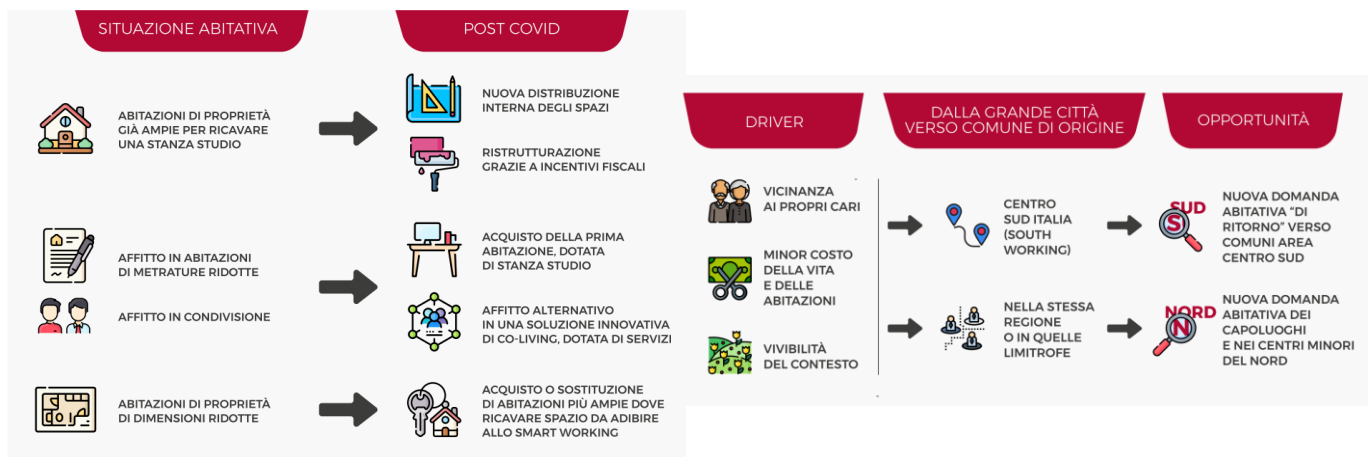 SITUAZIONE ABITATIVA
POST COVID
ABITAZIONI DI PROPRIETÀ
GIÀ AMPIE PER RICAVARE
UNA STANZA STUDIO
NUOVA DISTRIBUZIONE
INTERNA DEGLI SPAZI
RISTRUTTURAZIONE
GRAZIE A INCENTIVI FISCALI
AFFITTO IN ABITAZIONI
DI METRATURE RIDOTTE
AFFITTO IN CONDIVISIONE
ACQUISTO DELLA PRIMA
ABITAZIONE, DOTATA
DI STANZA STUDIO
AFFITTO ALTERNATIVO
IN UNA SOLUZIONE INNOVATIVA
DI CO-LIVING, DOTATA DI SERVIZI
ABITAZIONI DI PROPRIETÀ
DI DIMENSIONI RIDOTTE
ACQUISTO O SOSTITUZIONE
DI ABITAZIONI PIÙ AMPIE DOVE
RICAVARE SPAZIO DA ADIBIRE
ALLO SMART WORKING
DRIVER
DALLA GRANDE CITTÀ
VERSO COMUNE DI ORIGINE
OPPORTUNITÀ
VICINANZA
AI PROPRI CARI
MINOR COSTO
DELLA VITA
E DELLE
ABITAZIONI
VIVIBILITÀ
DEL CONTESTO
CENTRO
SUD ITALIA
(SOUTH
WORKING)
NELLA STESSA
REGIONE
O IN QUELLE
LIMITROFE
SUD
S
NUOVA DOMANDA
ABITATIVA "DI
RITORNO" VERSO
COMUNI AREA
CENTRO SUD
NORD
N
NUOVA DOMANDA
ABITATIVA DEI
CAPOLUOGHI
E NEI CENTRI MINORI
DEL NORD